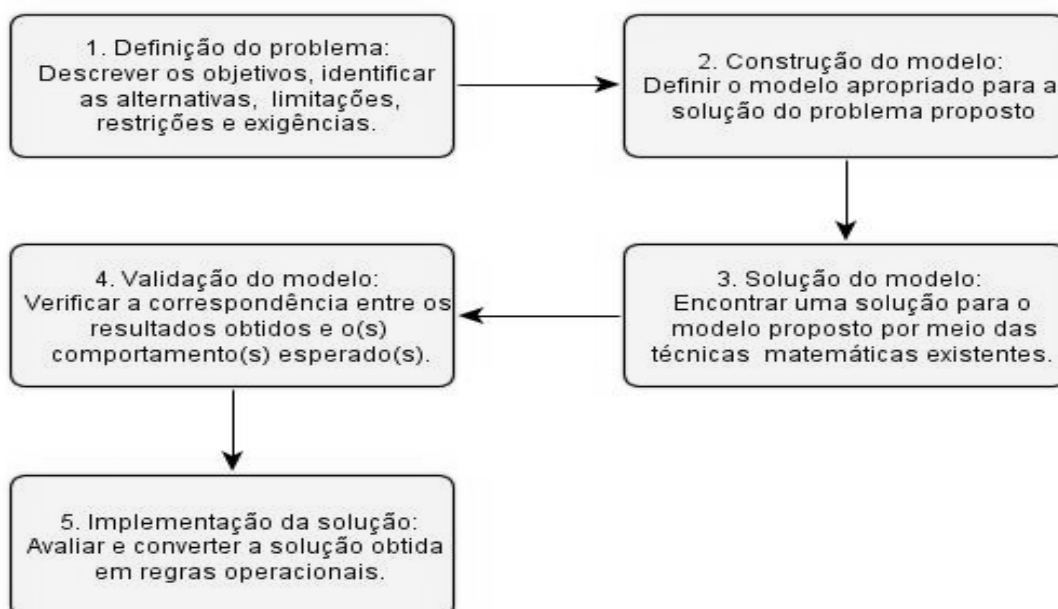 1. Definição do problema:
Descrever os objetivos, identificar
as alternativas, limitações,
restrições e exigências.
2. Construção do modelo:
Definir o modelo apropriado para a
solução do problema proposto
3. Solução do modelo:
Encontrar uma solução para o
modelo proposto por meio das
técnicas matemáticas existentes.
4. Validação do modelo:
Verificar a correspondência entre os
resultados obtidos e o(s)
comportamento(s) esperado(s).
5. Implementação da solução:
Avaliar e converter a solução obtida
em regras operacionais.